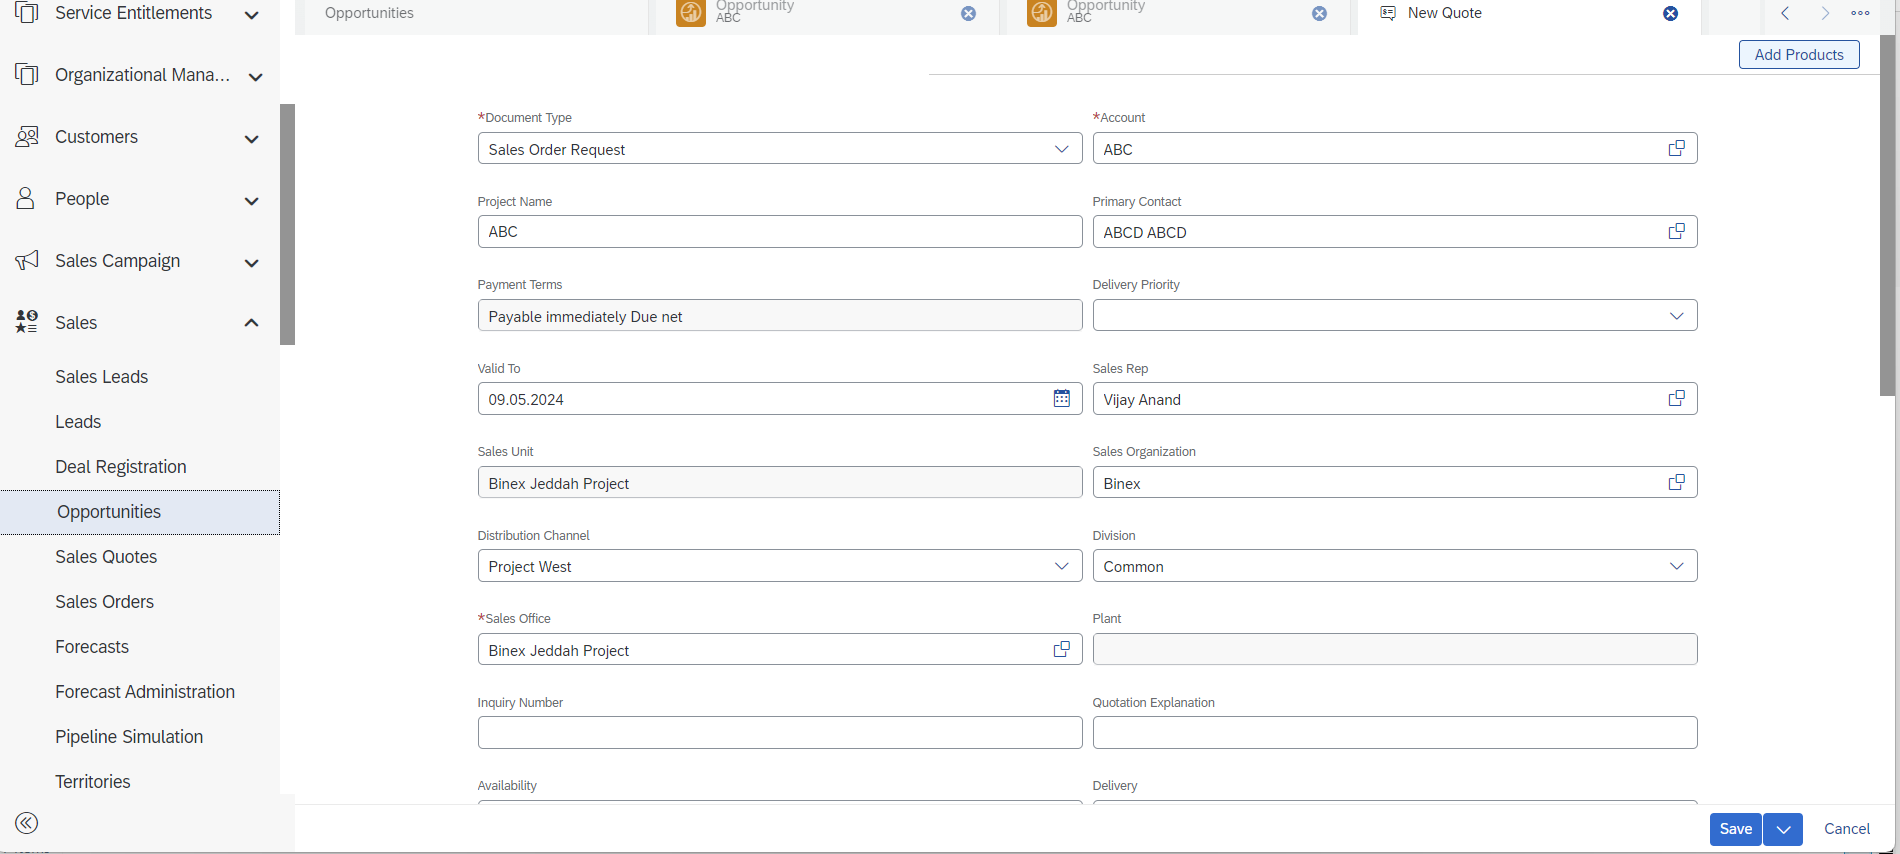 Service Entitlements
Organizational Mana...
Customers
People
Sales Campaign
Sales
Sales Leads
Leads
Deal Registration
Opportunities
Sales Quotes
Sales Orders
Forecasts
Forecast Administration
Pipeline Simulation
Territories
Opportunities
Opportunity
ABC
Opportunity
ABC
New Quote
Add Products
*Document Type
Sales Order Request
*Account
ABC
Project Name
ABC
Primary Contact
ABCD ABCD
Payment Terms
Payable immediately Due net
Delivery Priority
Valid To
09.05.2024
Sales Rep
Vijay Anand
Sales Unit
Binex Jeddah Project
Sales Organization
Binex
Distribution Channel
Project West
Division
Common
*Sales Office
Binex Jeddah Project
Plant
Inquiry Number
Quotation Explanation
Availability
Delivery
Save
Cancel